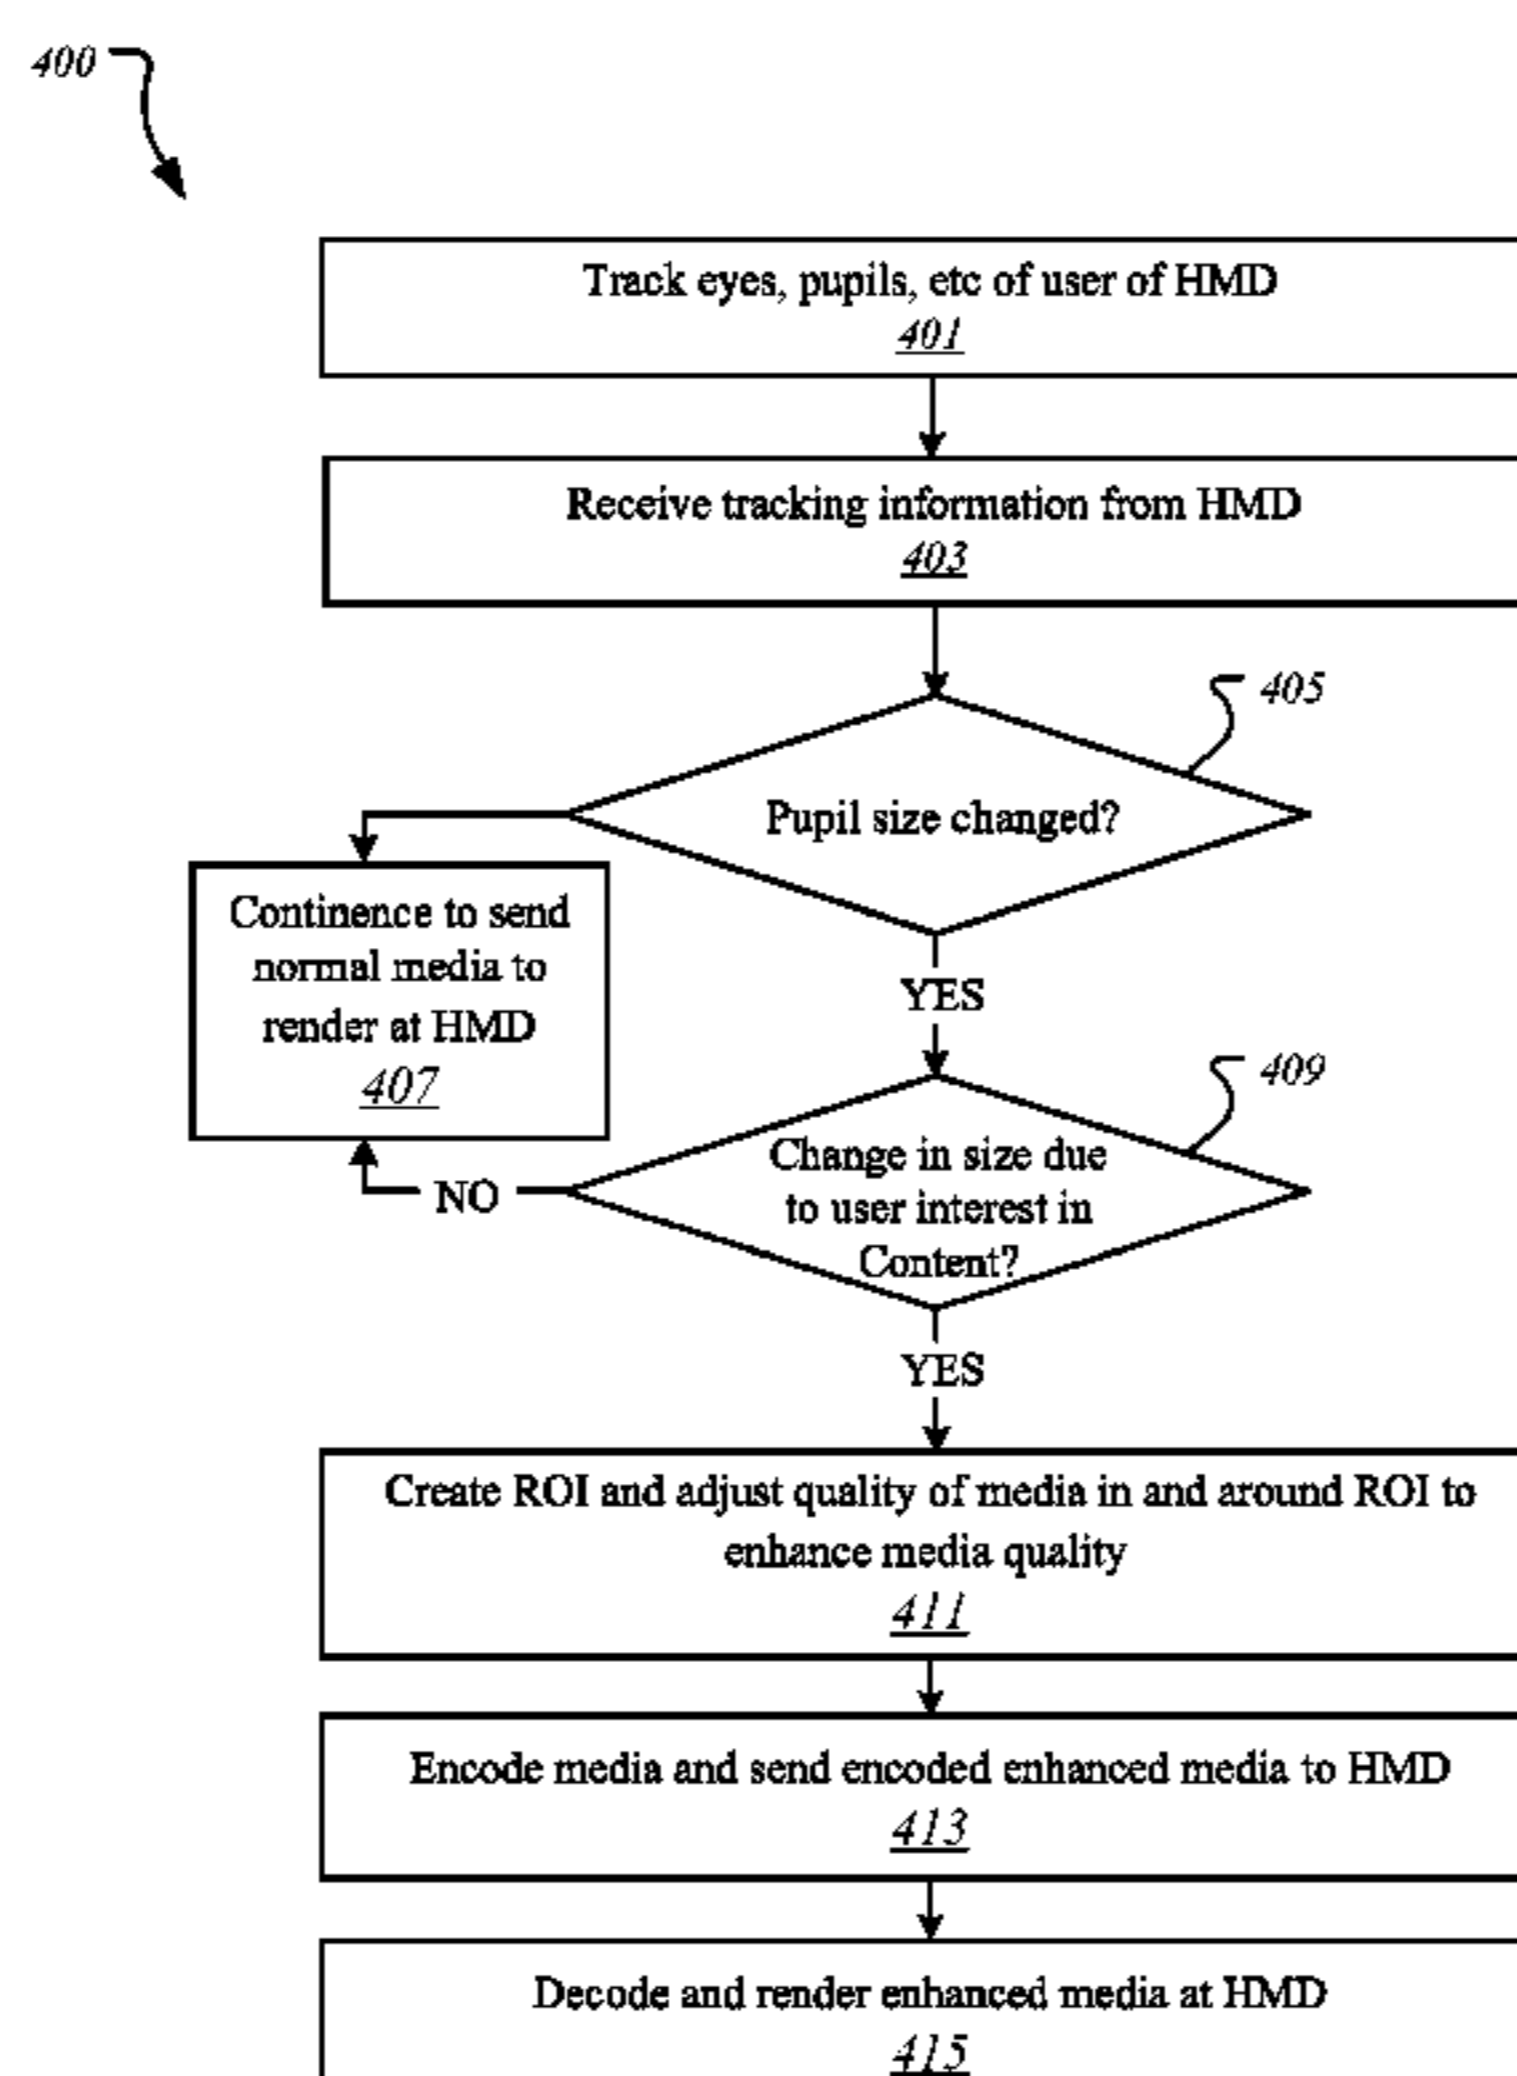 400
Track eyes, pupils, etc of user of HMD
401
Receive tracking information from HMD
403
405
Pupil size changed?
Continence to send
normal media to
render at HMD
407
YES
409
Change in size due
to user interest in
Content?
NO
YES
Create ROI and adjust quality of media in and around ROI to
enhance media quality
411
Encode media and send encoded enhanced media to HMD
413
Decode and render enhanced media at HMD
415